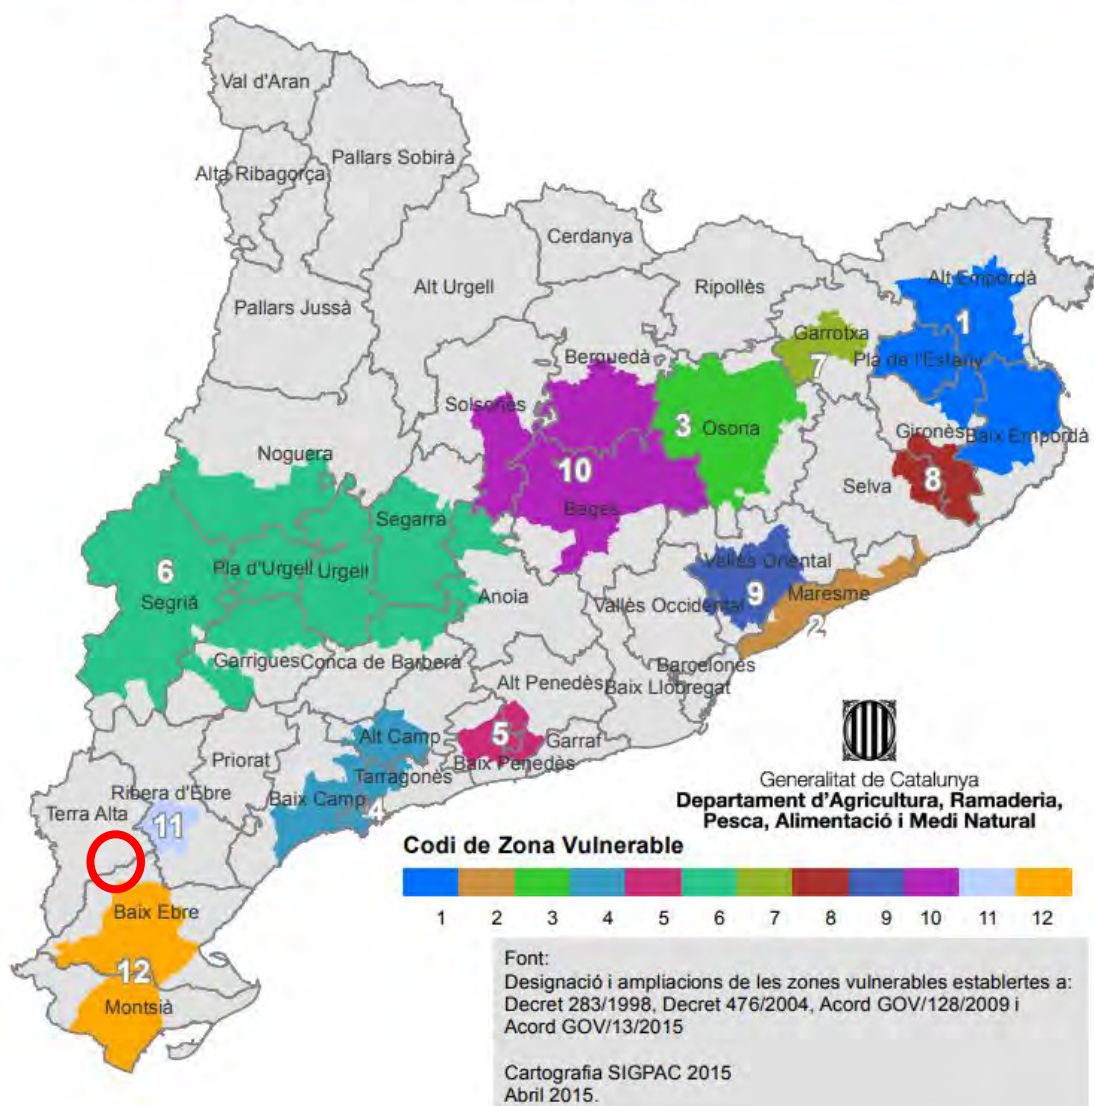 Val d'Aran
Pallars Sobirà
Alta Ribagorça
Cerdanya
Alt Urgell
Ripollès
Alt Empordà
Pallars Jussà
1
Garrotxa
Pla de l'Estany
7
Berguedà
Solsonès
3
Osona
Gironès
Baix Empordà
Noguera
10
8
Selva
Bages
Segarra
6
Pla d'Urgell
Urgell
Vallès Oriental
Segrià
Anoia
9
Maresme
Vallès Occidental
2
Garrigues
Conca de Barberà
Barcelonès
Alt Penedès
Baix Llobregat
5
Alt Camp
Garraf
Priorat
Baix Penedès
Tarragonès
Ribera d'Ebre
Baix Camp
4
Terra Alta
11
Baix Ebre
12
Montsià
Generalitat de Catalunya
Departament d'Agricultura, Ramaderia,
Pesca, Alimentació i Medi Natural
Codi de Zona Vulnerable
1 2 3 4 5 6 7 8 9 10 11 12
Font:
Designació i ampliacions de les zones vulnerables establertes a:
Decret 283/1998, Decret 476/2004, Acord GOV/128/2009 i
Acord GOV/13/2015
Cartografia SIGPAC 2015
Abril 2015.